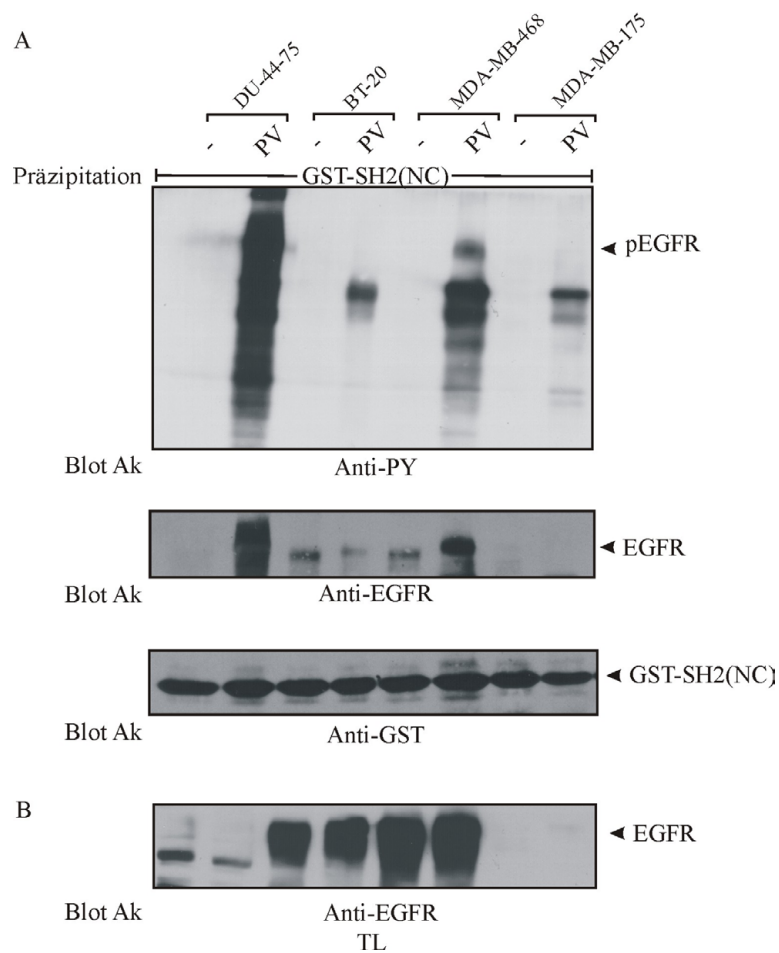 A
DU-44-75 BT-20 MDA-MB-468 MDA-MB-175
- PV - PV - PV - PV
Präzipitation GST-SH2(NC)
pEGFR
Blot Ak Anti-PY
EGFR
Blot Ak Anti-EGFR
GST-SH2(NC)
Blot Ak Anti-GST
B
EGFR
Blot Ak Anti-EGFR
TL